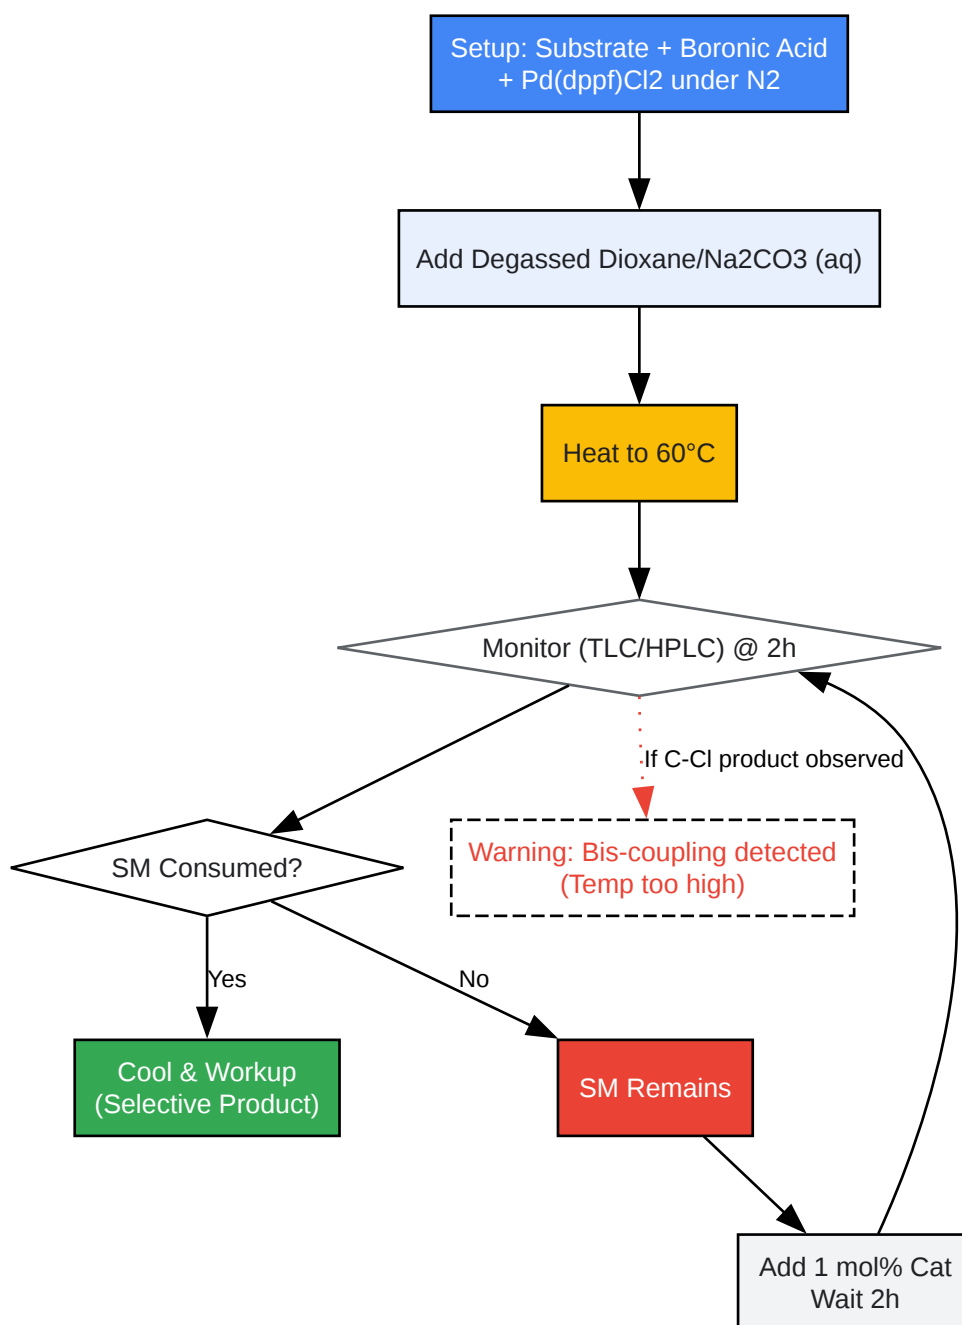 Setup: Substrate + Boronic Acid
+ Pd(dppf)Cl2 under N2
Add Degassed Dioxane/Na2CO3 (aq)
Heat to 60°C
Monitor (TLC/HPLC) @ 2h
If C-Cl product observed
SM Consumed?
Warning: Bis-coupling detected
(Temp too high)
Yes
No
Cool & Workup
(Selective Product)
SM Remains
Add 1 mol% Cat
Wait 2h